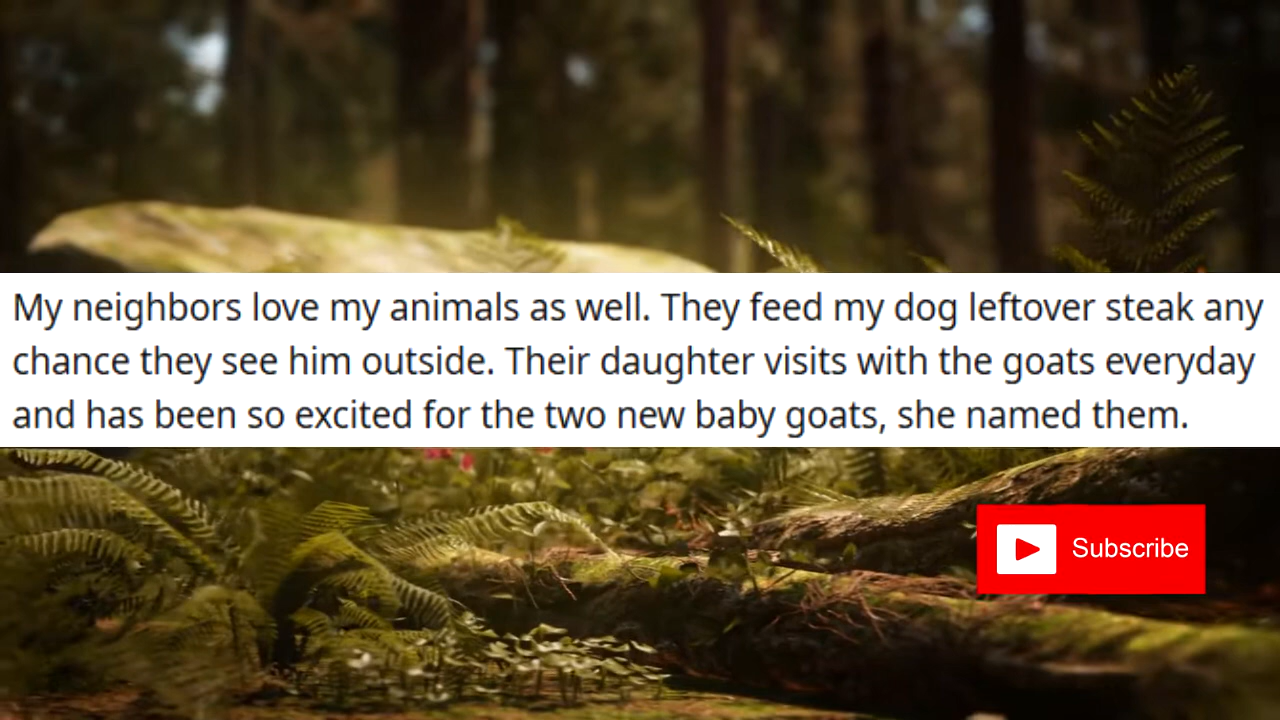 My neighbors love my animals as well. They feed my dog leftover steak any
chance they see him outside. Their daughter visits with the goats everyday
and has been so excited for the two new baby goats, she named them.
Subscribe